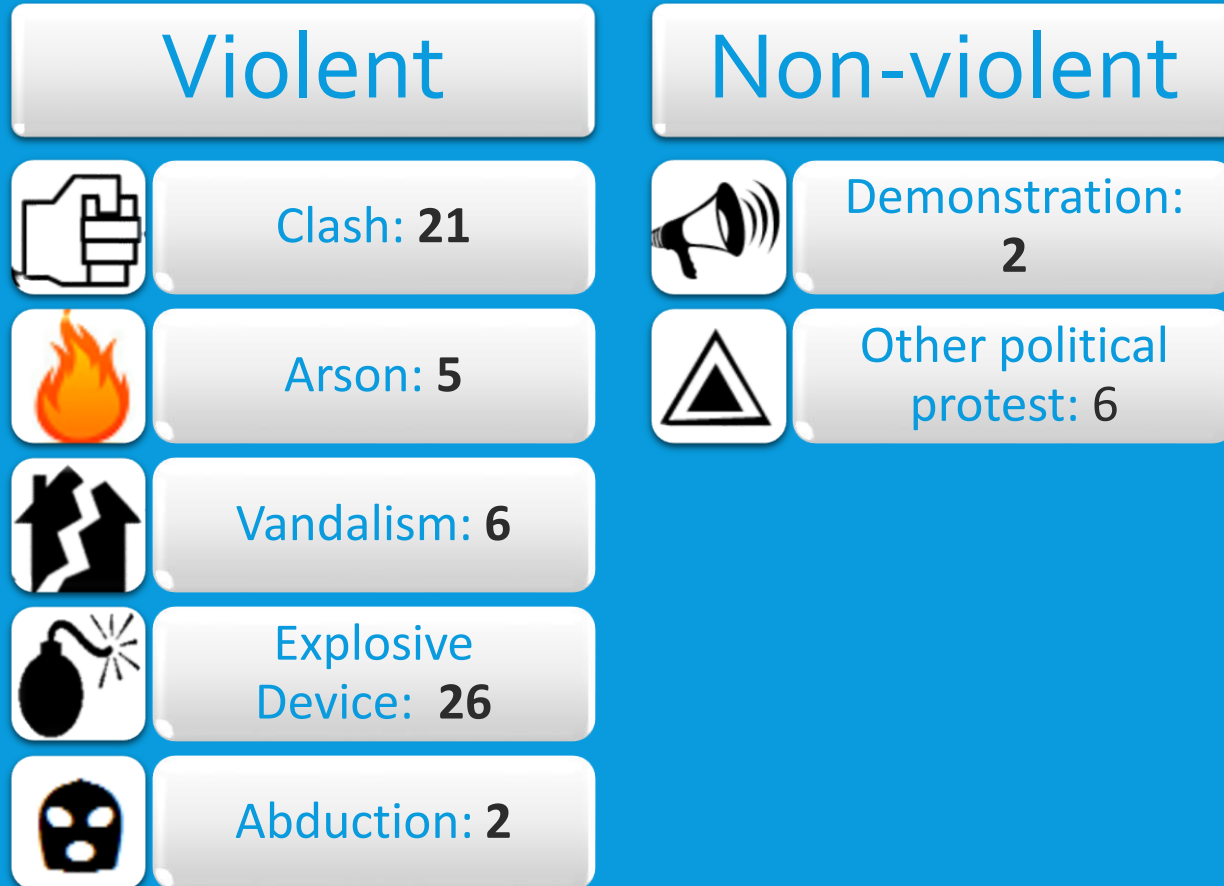 Violent
Clash: 21
Arson: 5
Vandalism: 6
Explosive
Device: 26
Abduction: 2
Non-violent
Demonstration:
2
Other political
protest: 6